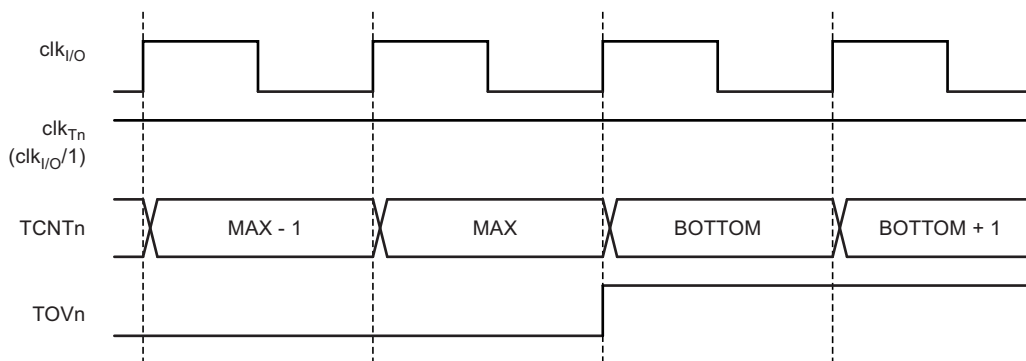 clkI/O
clkTn
(clkI/O/1)
TCNTn MAX - 1 MAX BOTTOM BOTTOM + 1
TOVn